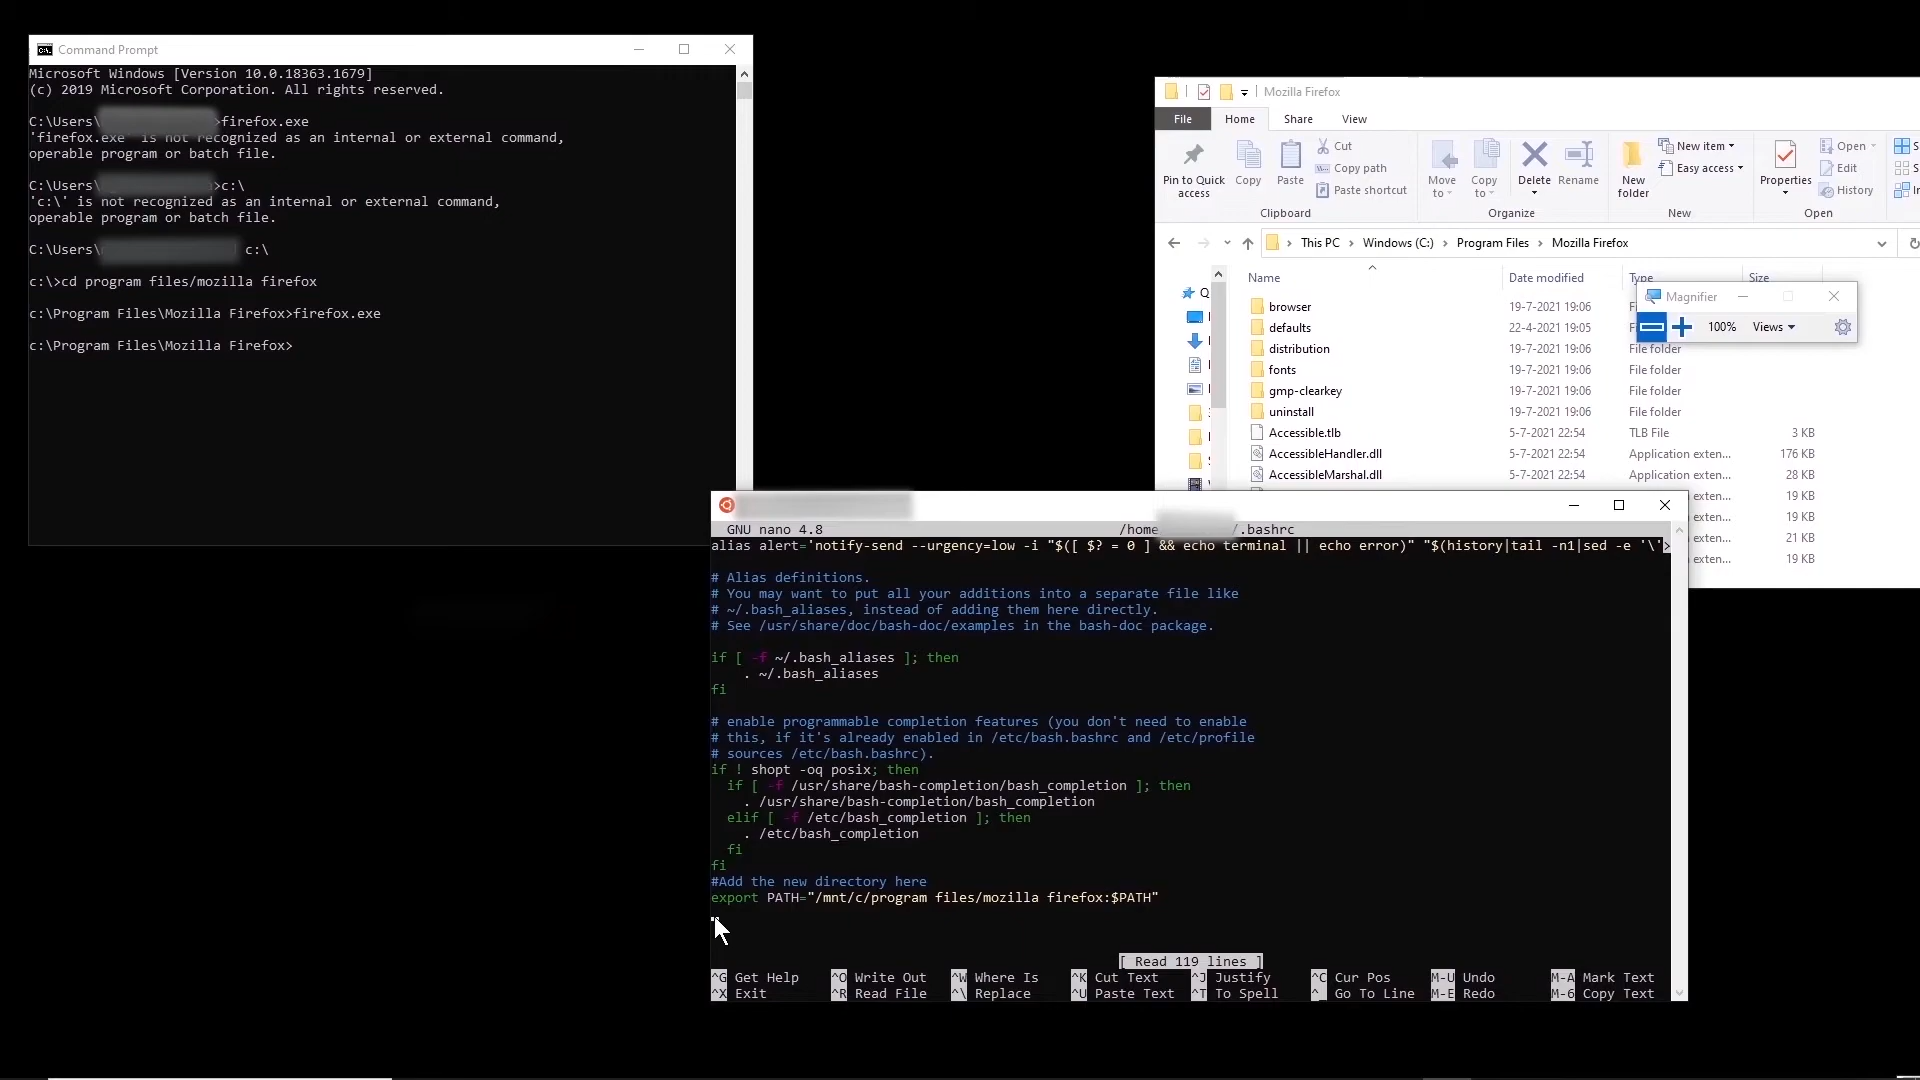 Command Prompt
Microsoft Windows [Version 10.0.18363.1679]
(c) 2019 Microsoft Corporation. All rights reserved.
C:\Users\ >firefox.exe
'firefox.exe' is not recognized as an internal or external command,
operable program or batch file.
C:\Users\ >c:\
'c:\' is not recognized as an internal or external command,
operable program or batch file.
C:\Users\ c:\
c:\>cd program files/mozilla firefox
c:\Program Files\Mozilla Firefox>firefox.exe
c:\Program Files\Mozilla Firefox>
Mozilla Firefox
File Home Share View
Pin to Quick access
Copy
Paste
Cut
Copy path
Paste shortcut
Clipboard
Move to
Copy to
Delete
Rename
Organize
New folder
New item
Easy access
New
Properties
Open
Edit
History
Open
This PC > Windows (C:) > Program Files > Mozilla Firefox
Name Date modified Type Size
browser 19-7-2021 19:06
defaults 22-4-2021 19:05
distribution 19-7-2021 19:06 File folder
fonts 19-7-2021 19:06 File folder
gmp-clearkey 19-7-2021 19:06 File folder
uninstall 19-7-2021 19:06 File folder
Accessible.tlb 5-7-2021 22:54 TLB File 3 KB
AccessibleHandler.dll 5-7-2021 22:54 Application exten... 176 KB
AccessibleMarshal.dll 5-7-2021 22:54 Application exten... 28 KB
exten... 19 KB
exten... 19 KB
exten... 21 KB
exten... 19 KB
Magnifier
100% Views
GNU nano 4.8 /home /.bashrc
alias alert='notify-send --urgency=low -i "$([ $? = 0 ] && echo terminal || echo error)" "$(history|tail -n1|sed -e '\'>
# Alias definitions.
# You may want to put all your additions into a separate file like
# ~/.bash_aliases, instead of adding them here directly.
# See /usr/share/doc/bash-doc/examples in the bash-doc package.
if [ -f ~/.bash_aliases ]; then
. ~/.bash_aliases
fi
# enable programmable completion features (you don't need to enable
# this, if it's already enabled in /etc/bash.bashrc and /etc/profile
# sources /etc/bash.bashrc).
if ! shopt -oq posix; then
if [ -f /usr/share/bash-completion/bash_completion ]; then
. /usr/share/bash-completion/bash_completion
elif [ -f /etc/bash_completion ]; then
. /etc/bash_completion
fi
fi
#Add the new directory here
export PATH="/mnt/c/program files/mozilla firefox:$PATH"
[ Read 119 lines ]
^G Get Help ^O Write Out ^W Where Is ^K Cut Text ^J Justify ^C Cur Pos M-U Undo M-A Mark Text
^X Exit ^R Read File ^\ Replace ^U Paste Text ^T To Spell ^_ Go To Line M-E Redo M-6 Copy Text